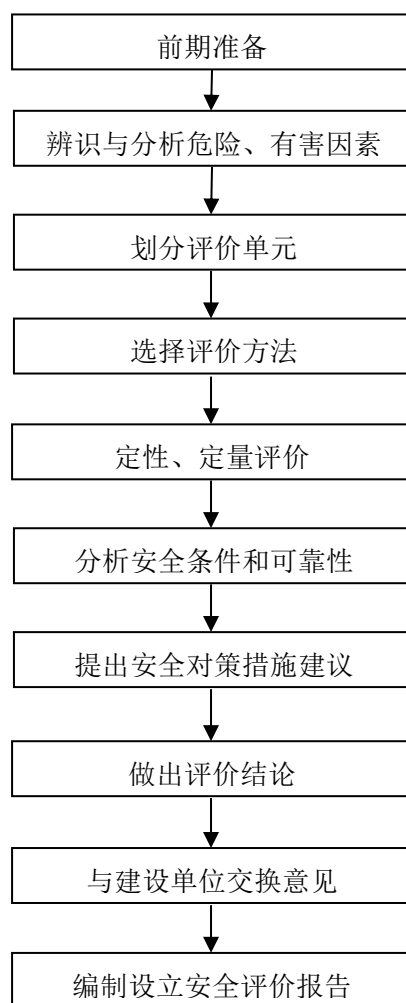 前期准备
辨识与分析危险、有害因素
划分评价单元
选择评价方法
定性、定量评价
分析安全条件和可靠性
提出安全对策措施建议
做出评价结论
与建设单位交换意见
编制设立安全评价报告